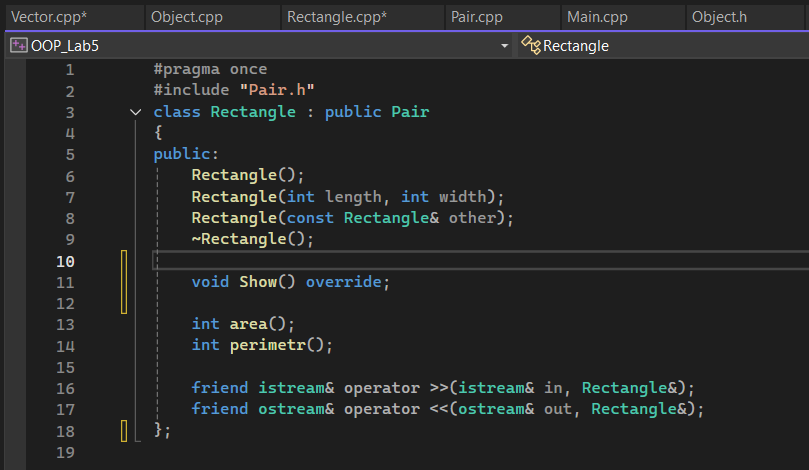 Vector.cpp* Object.cpp Rectangle.cpp* Pair.cpp Main.cpp Object.h
OOP_Lab5 Rectangle
1 #pragma once
2 #include "Pair.h"
3 class Rectangle : public Pair
4 {
5 public:
6 Rectangle();
7 Rectangle(int length, int width);
8 Rectangle(const Rectangle& other);
9 ~Rectangle();
10
11 void Show() override;
12
13 int area();
14 int perimetr();
15
16 friend istream& operator >>(istream& in, Rectangle&);
17 friend ostream& operator <<(ostream& out, Rectangle&);
18 };
19